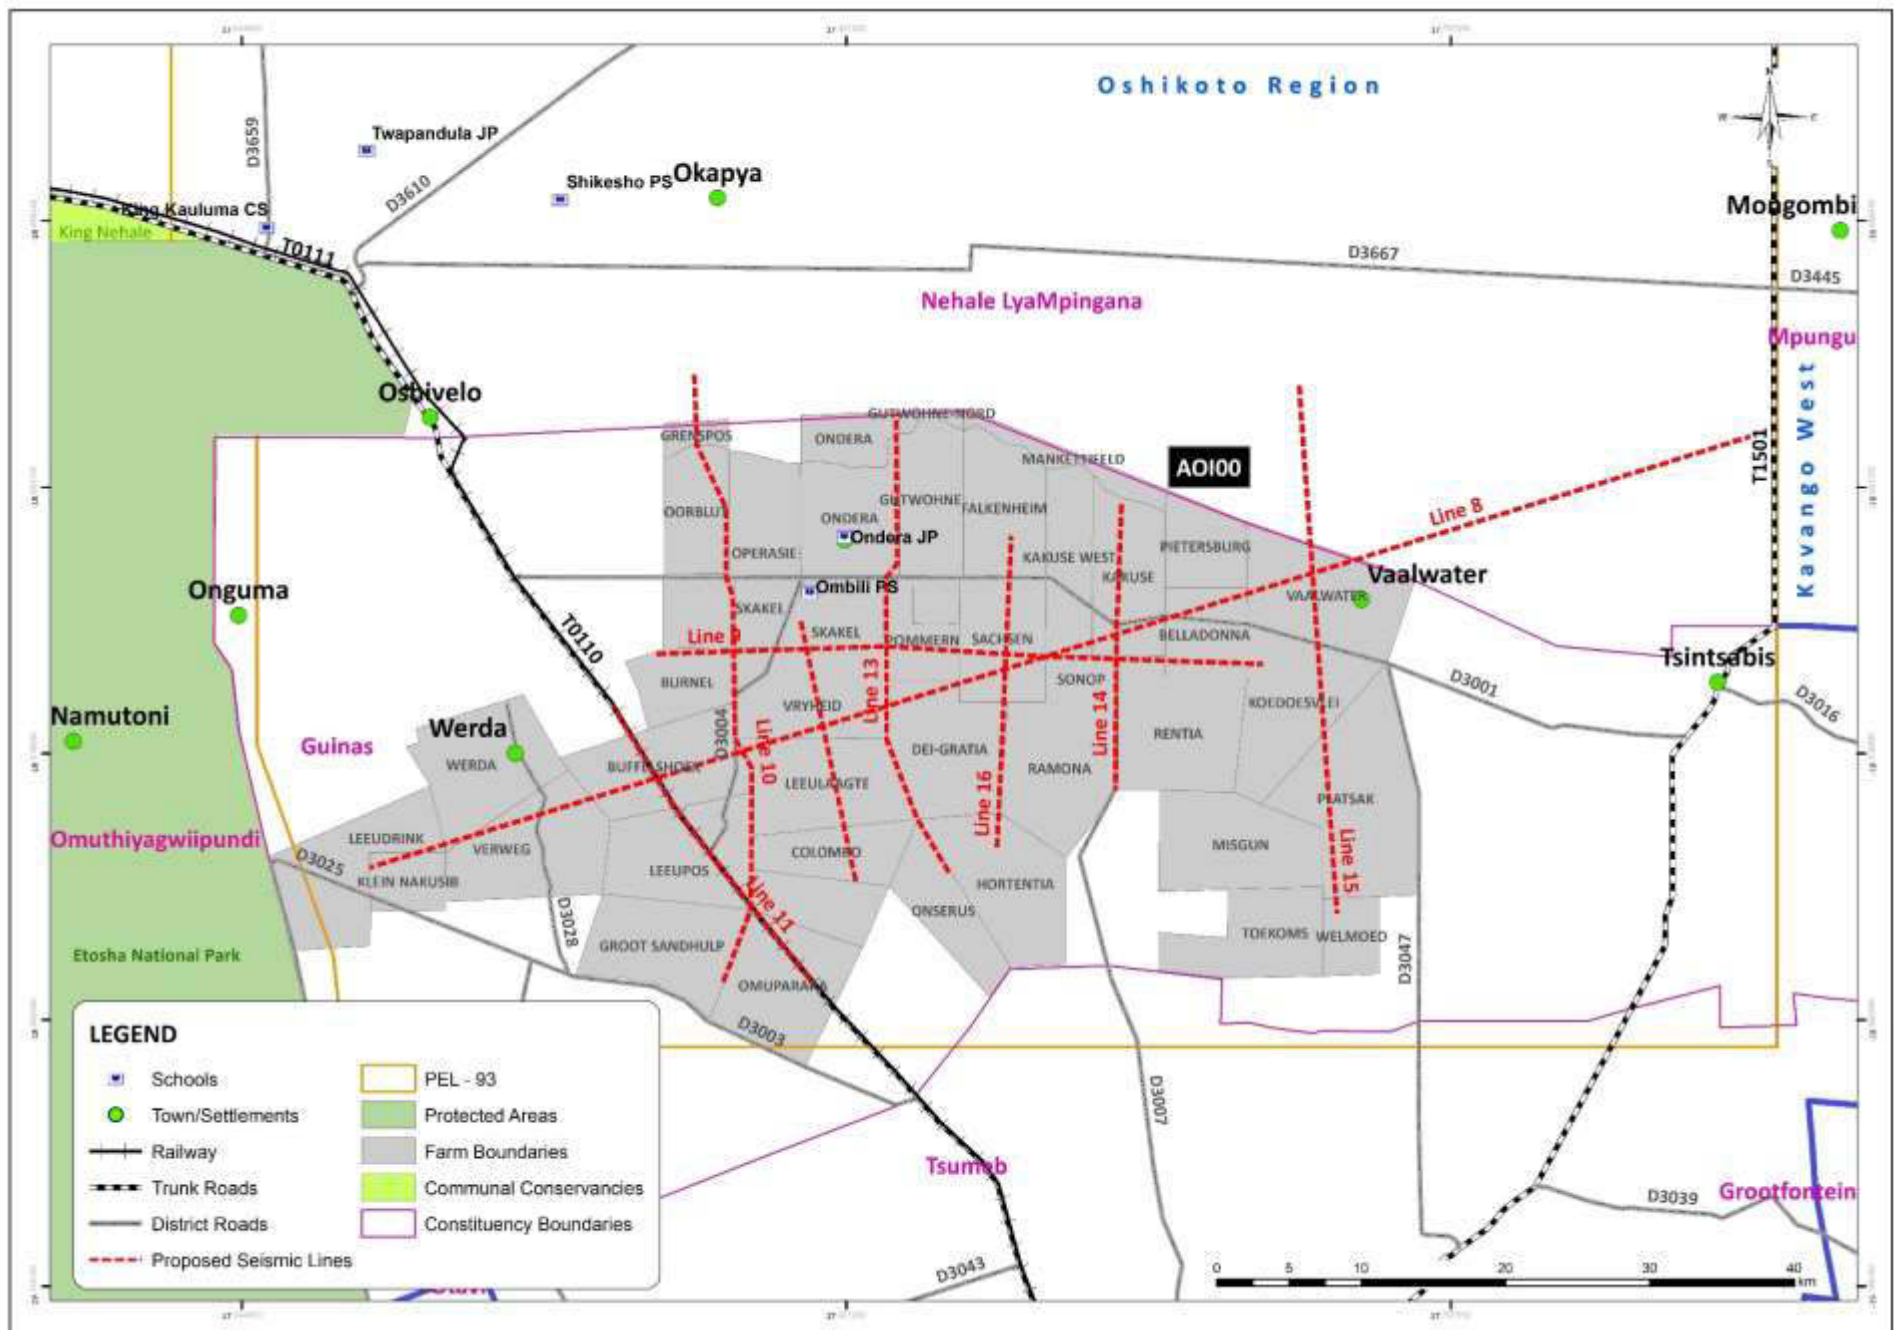 Oshikoto Region
N
W
E
D3659
Twapandula JP
D3610
Shikesho PS
Okapya
King Kauluma CS
King Nehale
T0111
Mongombi
D3667
D3445
Nehale LyaMpingana
Mpungu
Kavango West
Oshivelo
GUTWOHNE-NORD
GRENSPOS
ONDERA
MANKETTIFELD
AOI00
T1501
OORBLUT
GUTWOHNE
FALKENHEIM
ONDERA
Ondera JP
Line 8
OPERASIE
KAKUSE WEST
PIETERSBURG
KAKUSE
Vaalwater
Onguma
Ombili PS
VAALWATER
SKAKEL
T0110
Line 9
SKAKEL
POMMERN
SACHSEN
BELLADONNA
Tsintsabis
BURNEL
SONOP
D3001
D3016
Line 13
VRYHEID
KOEDOESVLEI
Namutoni
Werda
D3004
Line 14
RENTIA
Guinas
WERDA
BUFFELSHOEK
Line 10
DEI-GRATIA
RAMONA
LEEULAAGTE
PLATSAK
Omuthiyagwiipundi
LEEUDRINK
VERWEG
Line 16
COLOMBO
MISGUN
Line 15
D3025
KLEIN NAKUSIB
LEEUPOS
HORTENTIA
Line 11
ONSERUS
D3028
GROOT SANDHULP
TOEKOMS
WELMOED
Etosha National Park
D3047
OMUPARARA
D3003
D3007
Tsumeb
D3039
Grootfontein
D3043
Otavi
LEGEND
Schools
Town/Settlements
Railway
Trunk Roads
District Roads
Proposed Seismic Lines
PEL - 93
Protected Areas
Farm Boundaries
Communal Conservancies
Constituency Boundaries
0 5 10 20 30 40
km